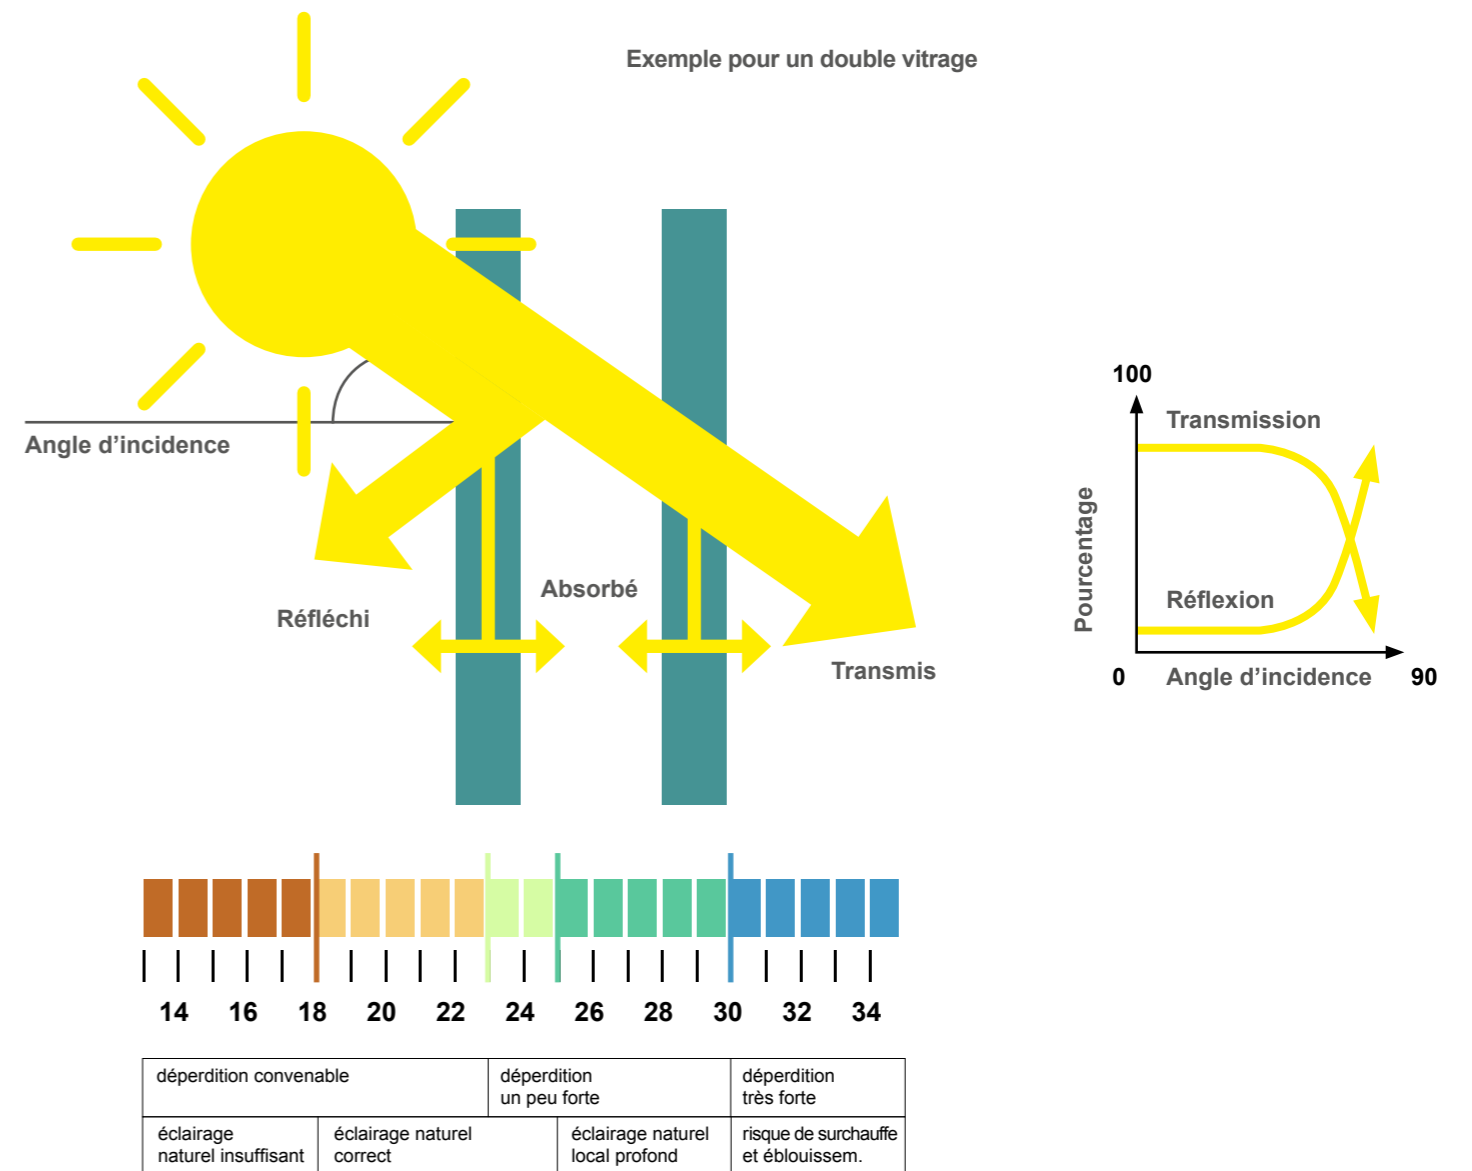 Exemple pour un double vitrage
Angle d’incidence
Réfléchi
Absorbé
Transmis
100
Transmission
Pourcentage
Réflexion
0 Angle d’incidence 90
14 16 18 20 22 24 26 28 30 32 34
déperdition convenable
déperdition
un peu forte
déperdition
très forte
éclairage
naturel insuffisant
éclairage naturel
correct
éclairage naturel
local profond
risque de surchauffe
et éblouissem.